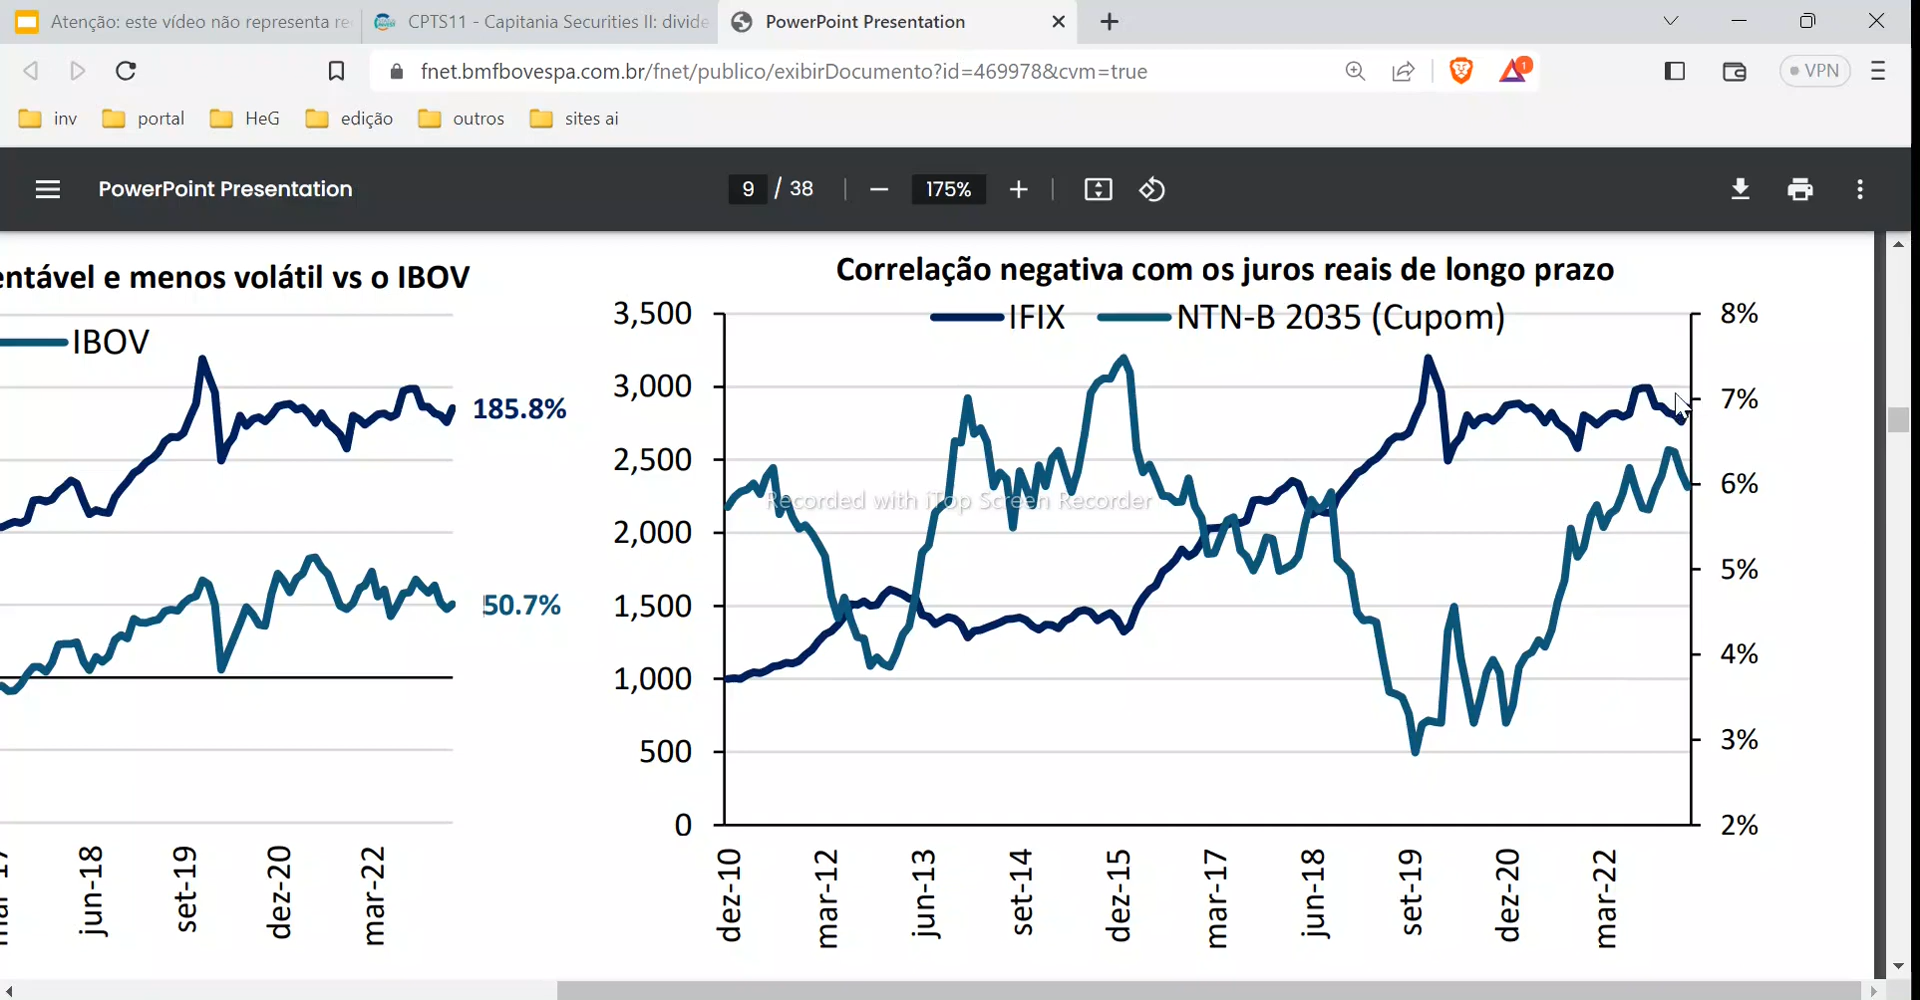 Atenção: este vídeo não representa re
CPTS11 - Capitania Securities II: divide
PowerPoint Presentation
fnet.bmfbovespa.com.br/fnet/publico/exibirDocumento?id=469978&cvm=true
1
VPN
inv
portal
HeG
edição
outros
sites ai
PowerPoint Presentation
9 / 38
175%
entável e menos volátil vs o IBOV
IBOV
185.8%
50.7%
jun-18
set-19
dez-20
mar-22
Correlação negativa com os juros reais de longo prazo
IFIX
NTN-B 2035 (Cupom)
3,500
3,000
2,500
2,000
1,500
1,000
500
0
8%
7%
6%
5%
4%
3%
2%
Recorded with iTop Screen Recorder
dez-10
mar-12
jun-13
set-14
dez-15
mar-17
jun-18
set-19
dez-20
mar-22